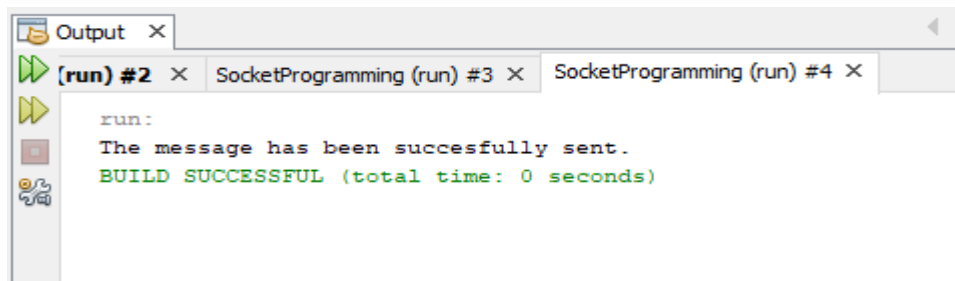 Output
(run) #2 SocketProgramming (run) #3 SocketProgramming (run) #4
run:
The message has been succesfully sent.
BUILD SUCCESSFUL (total time: 0 seconds)